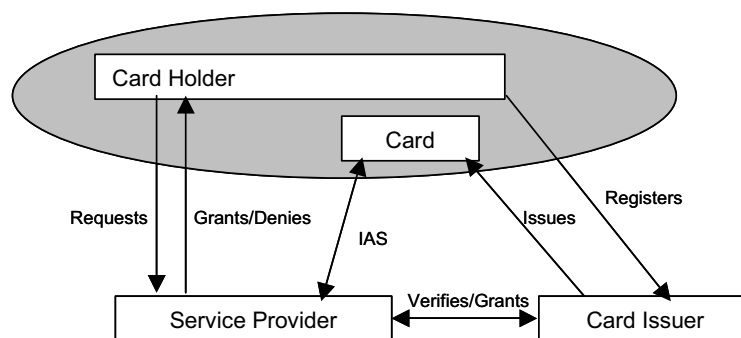 Card Holder
Card
Requests
Grants/Denies
IAS
Issues
Registers
Verifies/Grants
Service Provider
Card Issuer